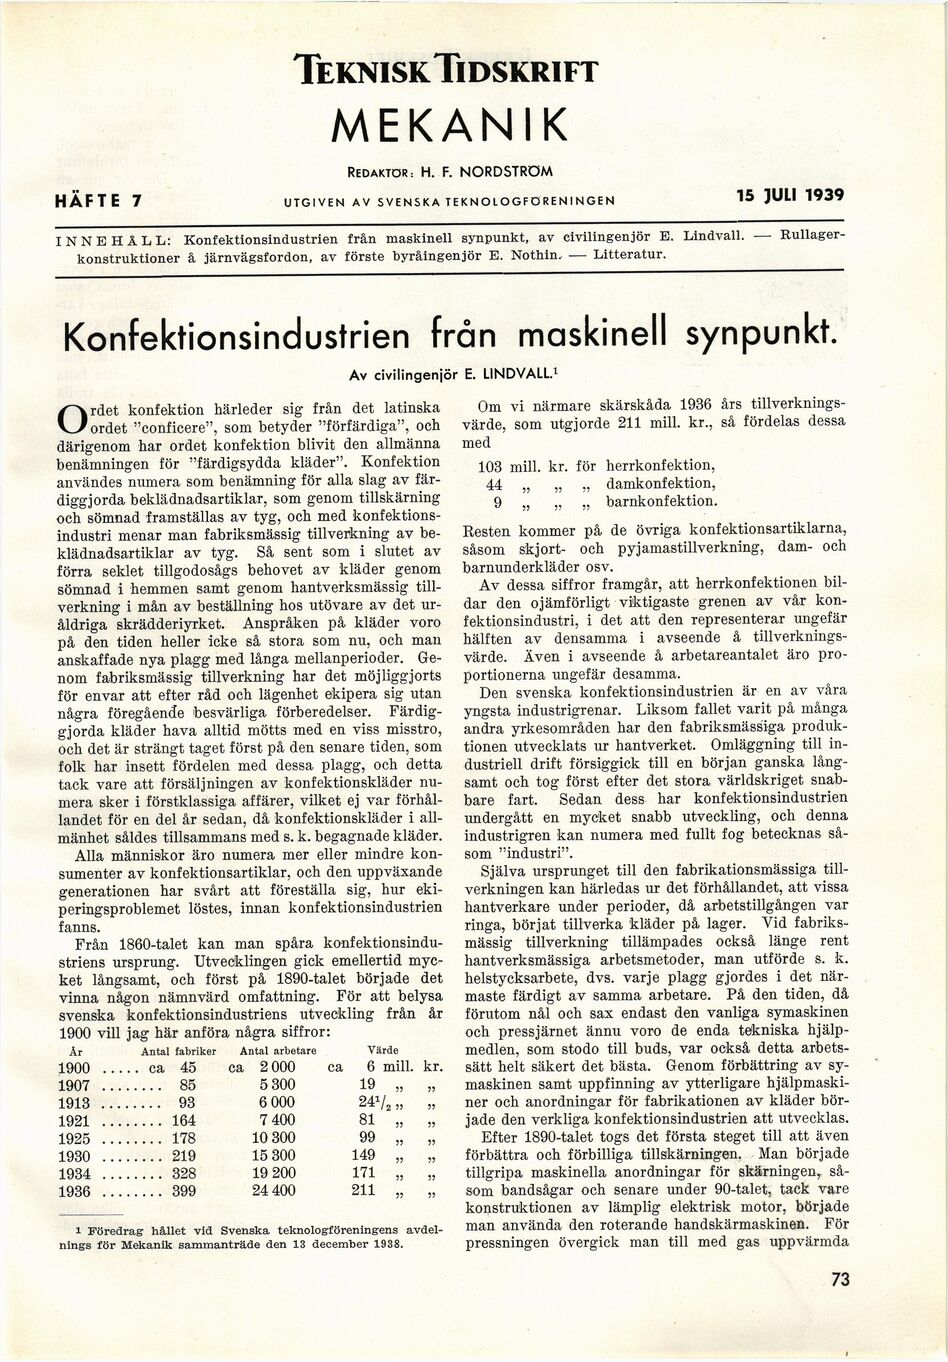 TEKNISK TIDSKRIFT
MEKANIK
REDAKTÖR: H. F. NORDSTRÖM
HÄFTE 7
UTGIVEN AV SVENSKA TEKNOLOGFÖRENINGEN
15 JULI 1939
INNEHÅLL: Konfektionsindustrien från maskinell synpunkt, av civilingenjör E. Lindvall. — Rullager-
konstruktioner å järnvägsfordon, av förste byråingenjör E. Nothin. — Litteratur.
Konfektionsindustrien från maskinell synpunkt.
Av civilingenjör E. LINDVALL.¹
Ordet konfektion härleder sig från det latinska
ordet ”conficere”, som betyder ”förfärdiga”, och
därigenom har ordet konfektion blivit den allmänna
benämningen för ”färdigsydda kläder”. Konfektion
användes numera som benämning för alla slag av fär-
diggjorda beklädnadsartiklar, som genom tillskärning
och sömnad framställas av tyg, och med konfektions-
industri menar man fabriksmässig tillverkning av be-
klädnadsartiklar av tyg. Så sent som i slutet av
förra seklet tillgodosågs behovet av kläder genom
sömnad i hemmen samt genom hantverksmässig till-
verkning i mån av beställning hos utövare av det ur-
åldriga skrädderiyrket. Anspråken på kläder voro
på den tiden heller icke så stora som nu, och man
anskaffade nya plagg med långa mellanperioder. Ge-
nom fabriksmässig tillverkning har det möjliggjorts
för envar att efter råd och lägenhet ekipera sig utan
några föregående besvärliga förberedelser. Färdig-
gjorda kläder hava alltid mötts med en viss misstro,
och det är strängt taget först på den senare tiden, som
folk har insett fördelen med dessa plagg, och detta
tack vare att försäljningen av konfektionskläder nu-
mera sker i förstklassiga affärer, vilket ej var förhål-
landet för en del år sedan, då konfektionskläder i all-
mänhet såldes tillsammans med s. k. begagnade kläder.
Alla människor äro numera mer eller mindre kon-
sumenter av konfektionsartiklar, och den uppväxande
generationen har svårt att föreställa sig, hur eki-
peringsproblemet löstes, innan konfektionsindustrien
fanns.
Från 1860-talet kan man spåra konfektionsindu-
striens ursprung. Utvecklingen gick emellertid myc-
ket långsamt, och först på 1890-talet började det
vinna någon nämnvärd omfattning. För att belysa
svenska konfektionsindustriens utveckling från år
1900 vill jag här anföra några siffror:
År Antal fabriker Antal arbetare Värde
1900 ..... ca 45 ca 2 000 ca 6 mill. kr.
1907 ........ 85 5 300 19 „ „
1913 ........ 93 6 000 24¹/₂ „ „
1921 ........ 164 7 400 81 „ „
1925 ........ 178 10 300 99 „ „
1930 ........ 219 15 300 149 „ „
1934 ........ 328 19 200 171 „ „
1936 ........ 399 24 400 211 „ „
¹ Föredrag hållet vid Svenska teknologföreningens avdel-
nings för Mekanik sammanträde den 13 december 1938.
Om vi närmare skärskåda 1936 års tillverknings-
värde, som utgjorde 211 mill. kr., så fördelas dessa
med
103 mill. kr. för herrkonfektion,
44 „ „ „ damkonfektion,
9 „ „ „ barnkonfektion.
Resten kommer på de övriga konfektionsartiklarna,
såsom skjort- och pyjamastillverkning, dam- och
barnunderkläder osv.
Av dessa siffror framgår, att herrkonfektionen bil-
dar den ojämförligt viktigaste grenen av vår kon-
fektionsindustri, i det att den representerar ungefär
hälften av densamma i avseende å tillverknings-
värde. Även i avseende å arbetareantalet äro pro-
portionerna ungefär desamma.
Den svenska konfektionsindustrien är en av våra
yngsta industrigrenar. Liksom fallet varit på många
andra yrkesområden har den fabriksmässiga produk-
tionen utvecklats ur hantverket. Omläggning till in-
dustriell drift försiggick till en början ganska lång-
samt och tog först efter det stora världskriget snab-
bare fart. Sedan dess har konfektionsindustrien
undergått en mycket snabb utveckling, och denna
industrigren kan numera med fullt fog betecknas så-
som ”industri”.
Själva ursprunget till den fabrikationsmässiga till-
verkningen kan härledas ur det förhållandet, att vissa
hantverkare under perioder, då arbetstillgången var
ringa, börjat tillverka kläder på lager. Vid fabriks-
mässig tillverkning tillämpades också länge rent
hantverksmässiga arbetsmetoder, man utförde s. k.
helstycksarbete, dvs. varje plagg gjordes i det när-
maste färdigt av samma arbetare. På den tiden, då
förutom nål och sax endast den vanliga symaskinen
och pressjärnet ännu voro de enda tekniska hjälp-
medlen, som stodo till buds, var också detta arbets-
sätt helt säkert det bästa. Genom förbättring av sy-
maskinen samt uppfinning av ytterligare hjälpmaski-
ner och anordningar för fabrikationen av kläder bör-
jade den verkliga konfektionsindustrien att utvecklas.
Efter 1890-talet togs det första steget till att även
förbättra och förbilliga tillskärningen. Man började
tillgripa maskinella anordningar för skärningen, så-
som bandsågar och senare under 90-talet, tack vare
konstruktionen av lämplig elektrisk motor, började
man använda den roterande handskärmaskinen. För
pressningen övergick man till med gas uppvärmda
73